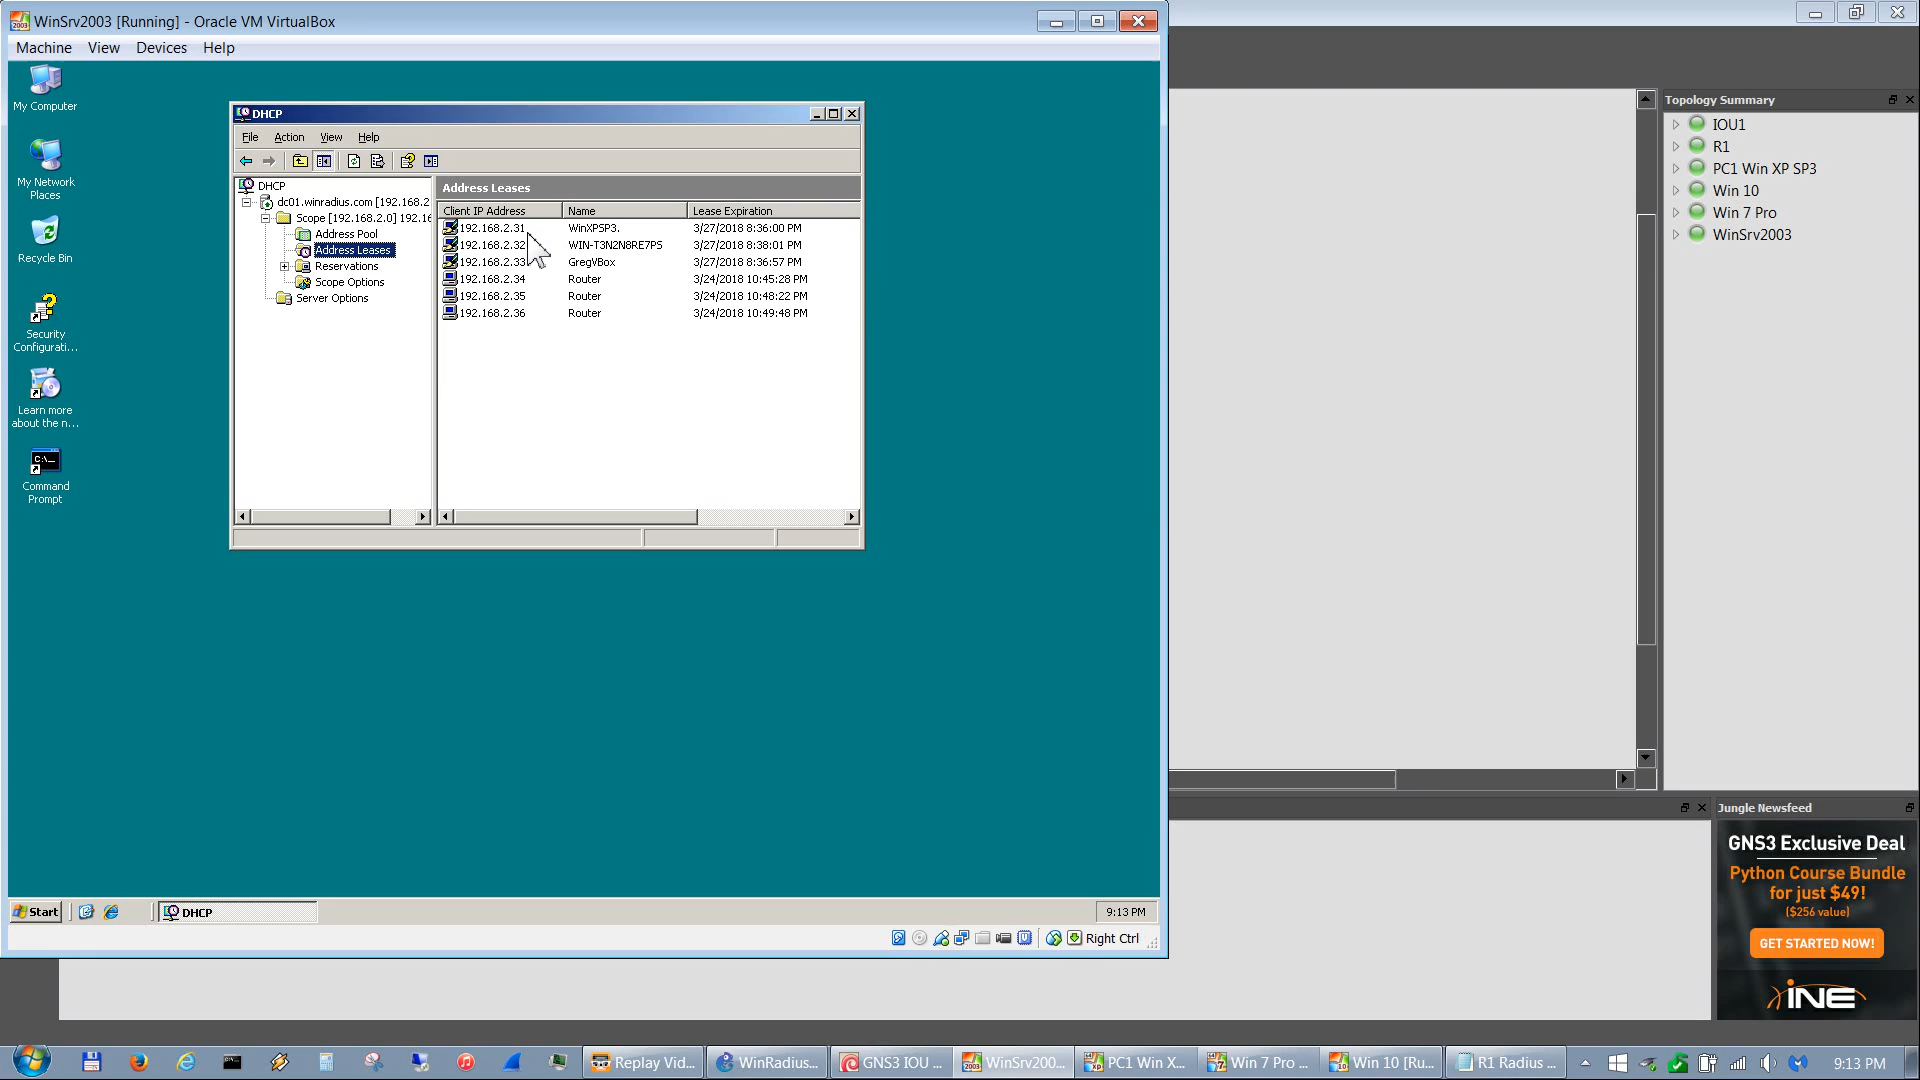 WinSrv2003 [Running] - Oracle VM VirtualBox
Machine View Devices Help
My Computer
My Network
Places
Recycle Bin
Security
Configurati...
Learn more
about the n...
C:\
Command
Prompt
DHCP
File Action View Help
DHCP
dc01.winradius.com [192.168.2
Scope [192.168.2.0] 192.16
Address Pool
Address Leases
Reservations
Scope Options
Server Options
Address Leases
Client IP Address Name Lease Expiration
192.168.2.31 WinXPSP3. 3/27/2018 8:36:00 PM
192.168.2.32 WIN-T3N2N8RE7PS 3/27/2018 8:38:01 PM
192.168.2.33 GregVBox 3/27/2018 8:36:57 PM
192.168.2.34 Router 3/24/2018 10:45:28 PM
192.168.2.35 Router 3/24/2018 10:48:22 PM
192.168.2.36 Router 3/24/2018 10:49:48 PM
Start DHCP 9:13 PM
Right Ctrl
Topology Summary
IOU1
R1
PC1 Win XP SP3
Win 10
Win 7 Pro
WinSrv2003
Jungle Newsfeed
GNS3 Exclusive Deal
Python Course Bundle
for just $49!
($256 value)
GET STARTED NOW!
INE
Replay Vid... WinRadius... GNS3 IOU ... WinSrv200... PC1 Win X... Win 7 Pro ... Win 10 [Ru... R1 Radius ... 9:13 PM